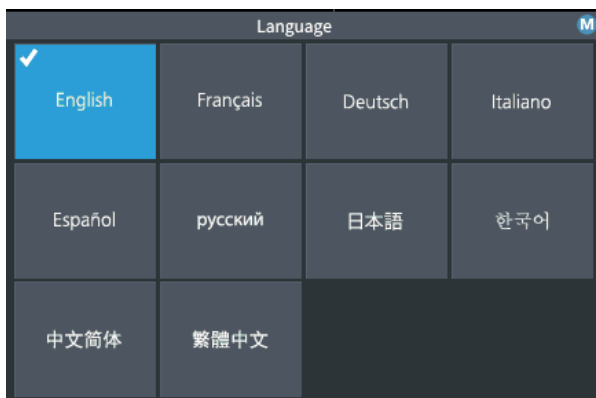 Language
M
English
Français
Deutsch
Italiano
Español
русский
日本語
한국어
中文简体
繁體中文